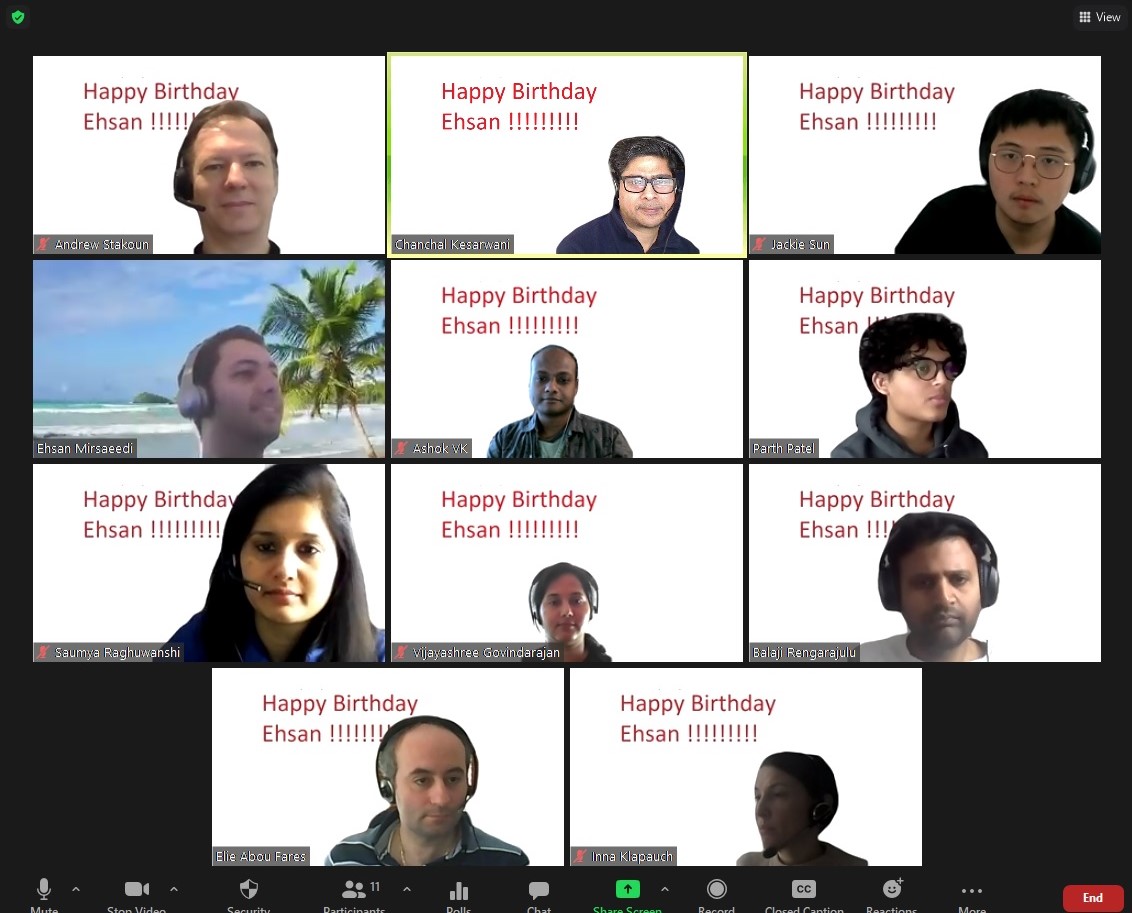 View
Happy Birthday
Ehsan !!!!!!
Andrew Stakoun
Happy Birthday
Ehsan !!!!!!!!!
Chanchal Kesarwani
Happy Birthday
Ehsan !!!!!!!!!
Jackie Sun
Ehsan Mirsaeedi
Happy Birthday
Ehsan !!!!!!!!!
Ashok VK
Happy Birthday
Ehsan !!!
Parth Patel
Happy Birthday
Ehsan !!!!!!!!!
Saumya Raghuwanshi
Happy Birthday
Ehsan !!!!!!!!!
Vijayashree Govindarajan
Happy Birthday
Ehsan !!!!
Balaji Rengarajulu
Happy Birthday
Ehsan !!!!!!!!
Elie Abou Fares
Happy Birthday
Ehsan !!!!!!!!!
Inna Klapauch
11
CC
Mute
Stop Video
Security
Participants
Polls
Chat
Share Screen
Record
Closed Caption
Reactions
More
End